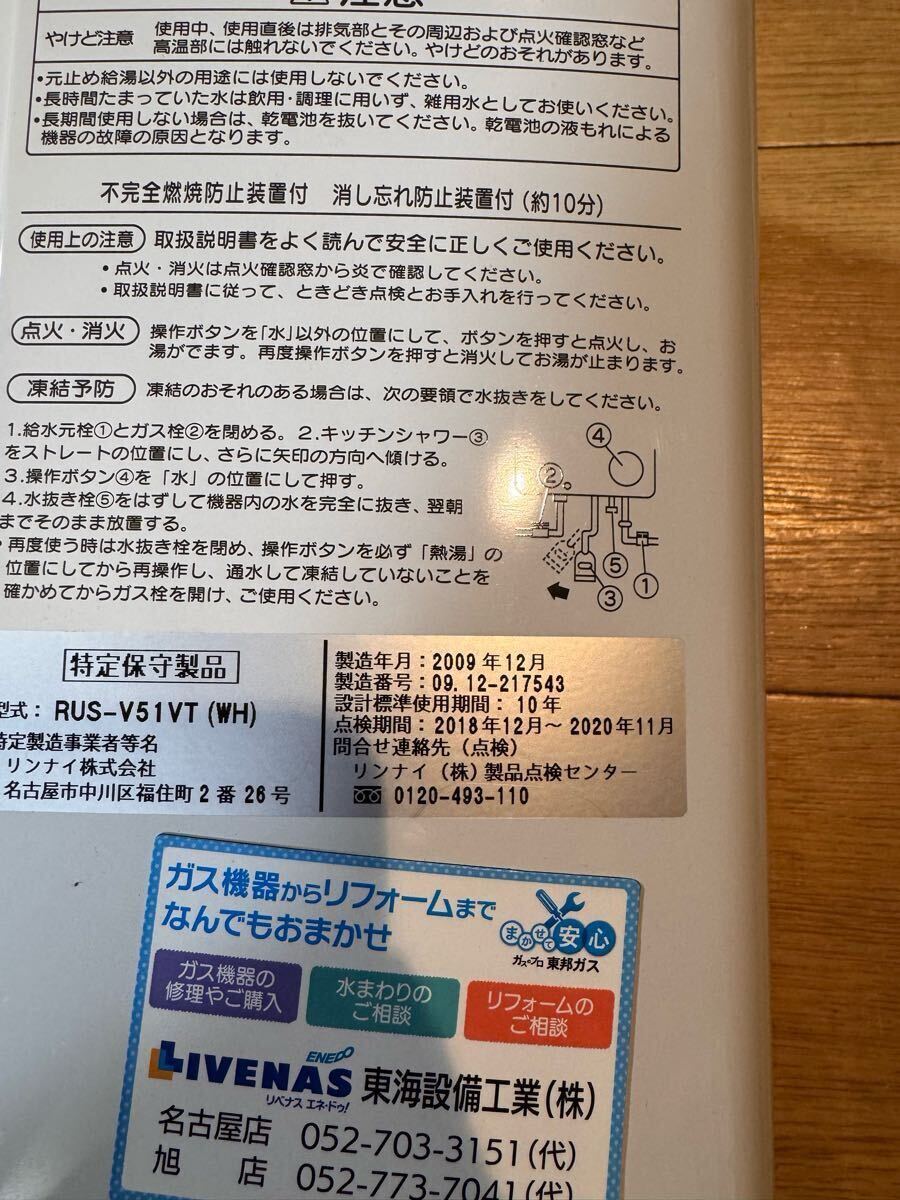 注意
やけど注意
使用中、使用直後は排気部とその周辺および点火確認窓など
高温部には触れないでください。やけどのおそれがあります。
・元止め給湯以外の用途には使用しないでください。
・長時間たまっていた水は飲用・調理に用いず、雑用水としてお使いください。
・長期間使用しない場合は、乾電池を抜いてください。乾電池の液もれによる
機器の故障の原因となります。
不完全燃焼防止装置付 消し忘れ防止装置付(約10分)
使用上の注意 取扱説明書をよく読んで安全に正しくご使用ください。
・点火・消火は点火確認窓から炎で確認してください。
・取扱説明書に従って、ときどき点検とお手入れを行ってください。
点火・消火 操作ボタンを「水」以外の位置にして、ボタンを押すと点火し、お
湯がでます。再度操作ボタンを押すと消火してお湯が止まります。
凍結予防 凍結のおそれのある場合は、次の要領で水抜きをしてください。
1.給水元栓①とガス栓②を閉める。2.キッチンシャワー③
をストレートの位置にし、さらに矢印の方向へ傾ける。
3.操作ボタン④を「水」の位置にして押す。
4.水抜き栓⑤をはずして機器内の水を完全に抜き、翌朝
までそのまま放置する。
・再度使う時は水抜き栓を閉め、操作ボタンを必ず「熱湯」の
位置にしてから再操作し、通水して凍結していないことを
確かめてからガス栓を開け、ご使用ください。
④
②
⑤
③
①
特定保守製品
型式: RUS-V51VT(WH)
特定製造事業者等名
リンナイ株式会社
名古屋市中川区福住町2番26号
製造年月:2009年12月
製造番号:09.12-217543
設計標準使用期間:10年
点検期間:2018年12月~2020年11月
問合せ連絡先(点検)
リンナイ(株)製品点検センター
0120-493-110
ガス機器からリフォームまで
なんでもおまかせ
まかせて安心
ガスのプロ 東邦ガス
ガス機器の
修理やご購入
水まわりの
ご相談
リフォームの
ご相談
ENEDO
LIVENAS
リベナス エネ・ドゥ!
東海設備工業(株)
名古屋店 052-703-3151(代)
旭店 052-773-7041(代)